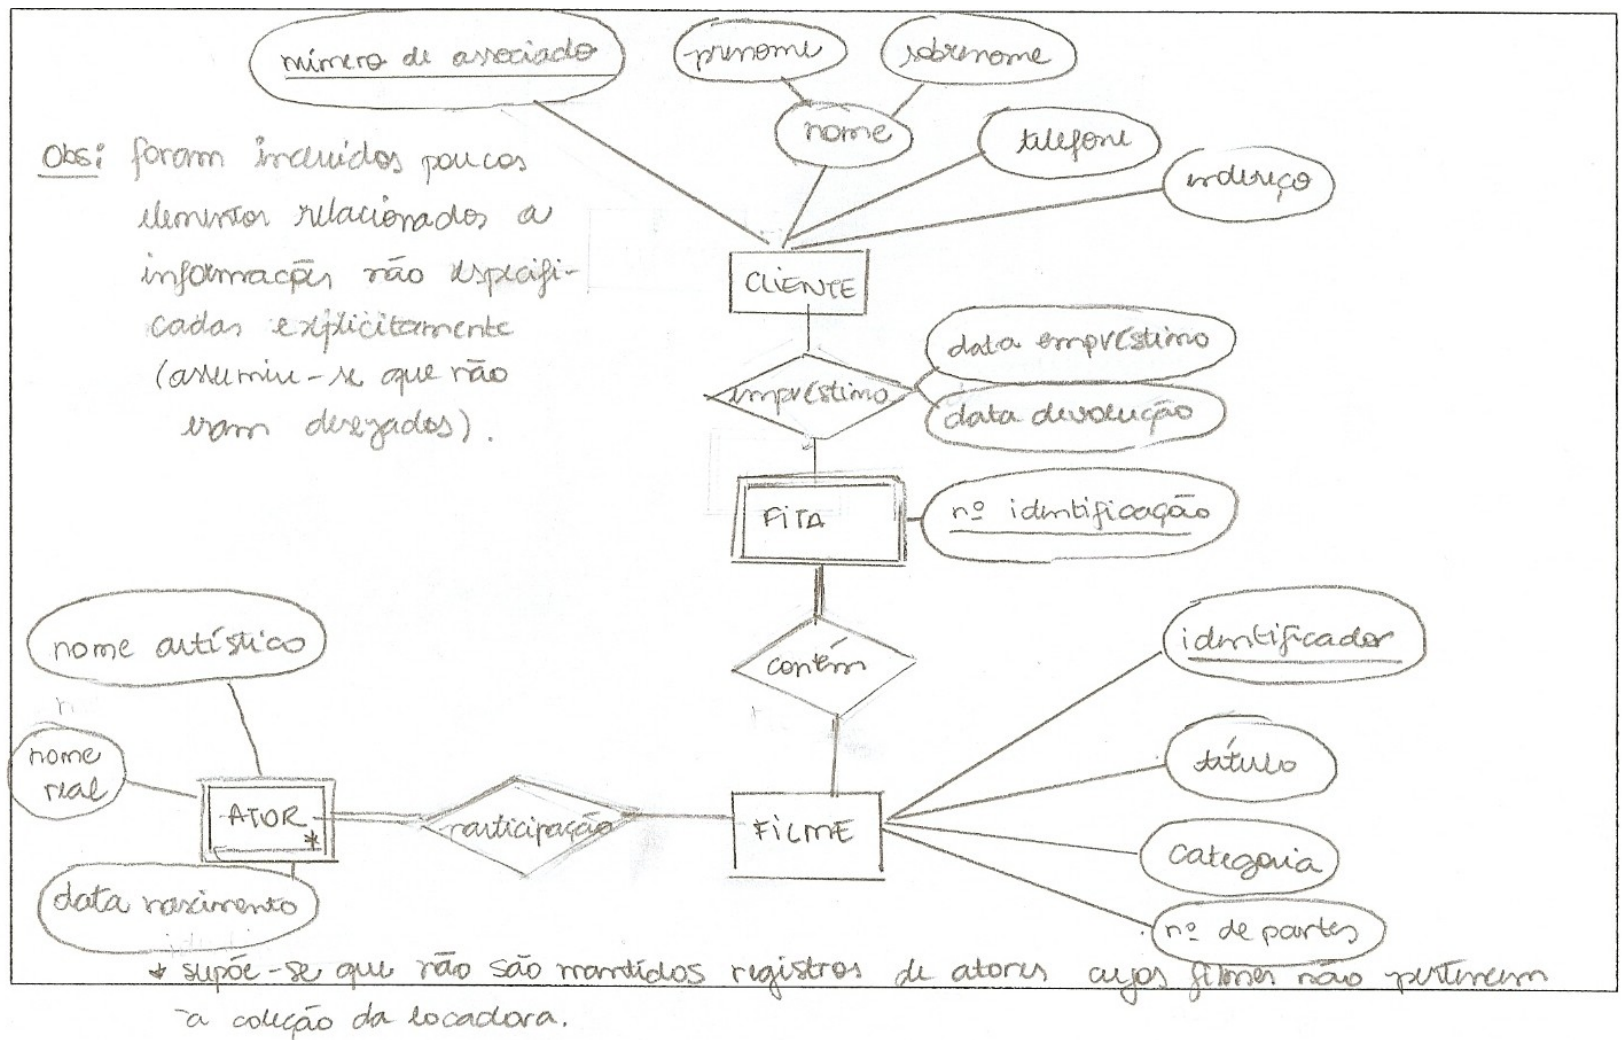 número de associado
prenome
sobrenome
nome
telefone
endereço
Obs: foram incluídos poucos
elementos relacionados a
informações não especifi-
cadas explicitamente
(assumiu-se que não
eram desejados).
CLIENTE
empréstimo
data empréstimo
data devolução
FITA
nº identificação
contém
nome artístico
nome
real
ATOR
*
data nascimento
participação
FILME
identificador
título
categoria
nº de partes
* supõe-se que não são mantidos registros de atores cujos filmes não pertencem
a coleção da locadora.